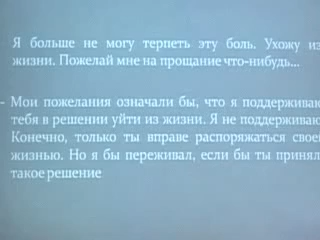 Я больше не могу терпеть эту боль. Ухожу из
жизни. Пожелай мне на прощание что-нибудь...
- Мои пожелания означали бы, что я поддерживаю
тебя в решении уйти из жизни. Я не поддерживаю
Конечно, только ты вправе распоряжаться своей
жизнью. Но я бы переживал, если бы ты принял
такое решение